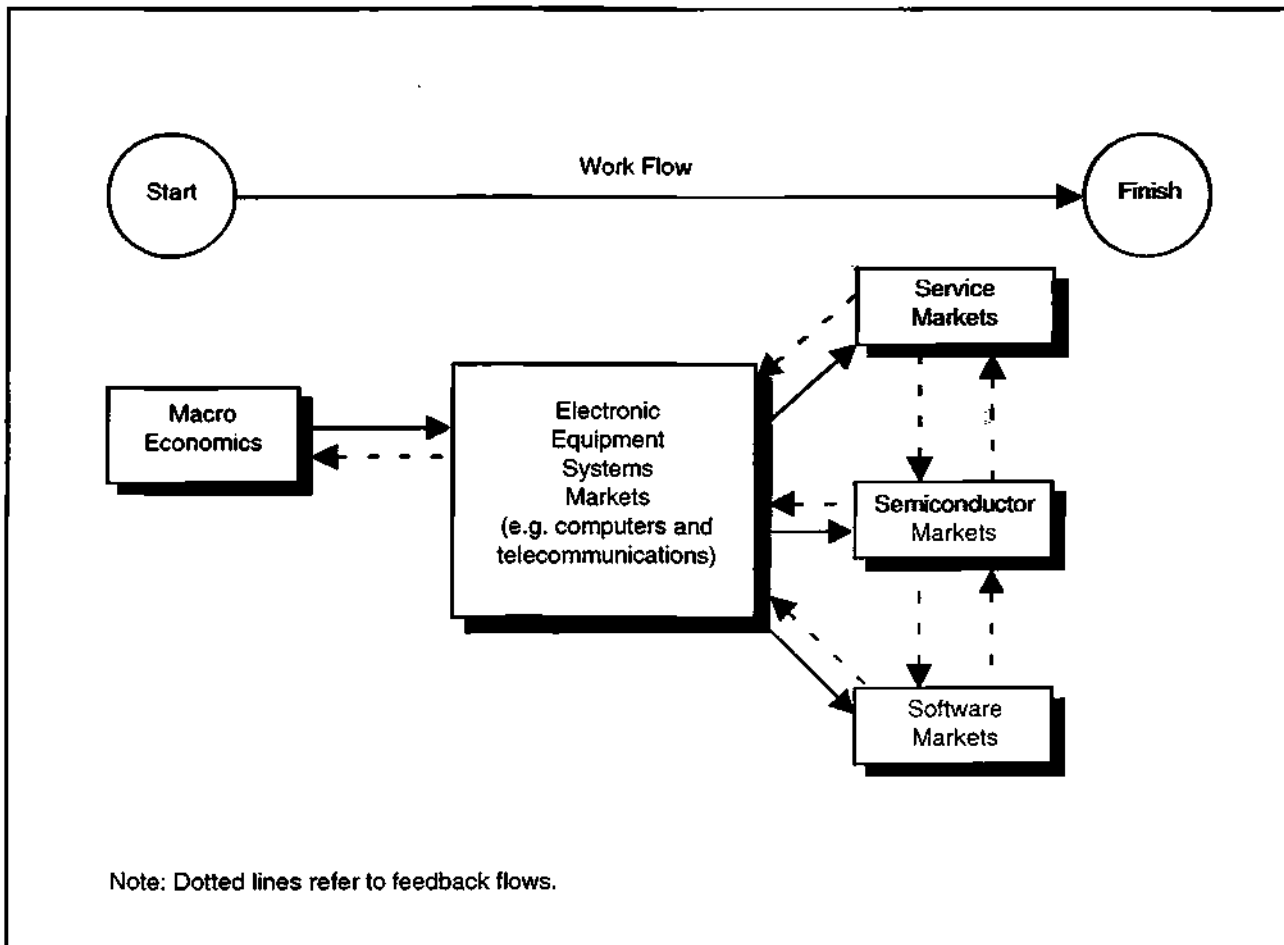 Work Flow
Start
Finish
Service
Markets
Macro
Economics
Electronic
Equipment
Systems
Markets
(e.g. computers and
telecommunications)
Semiconductor
Markets
Software
Markets
Note: Dotted lines refer to feedback flows.